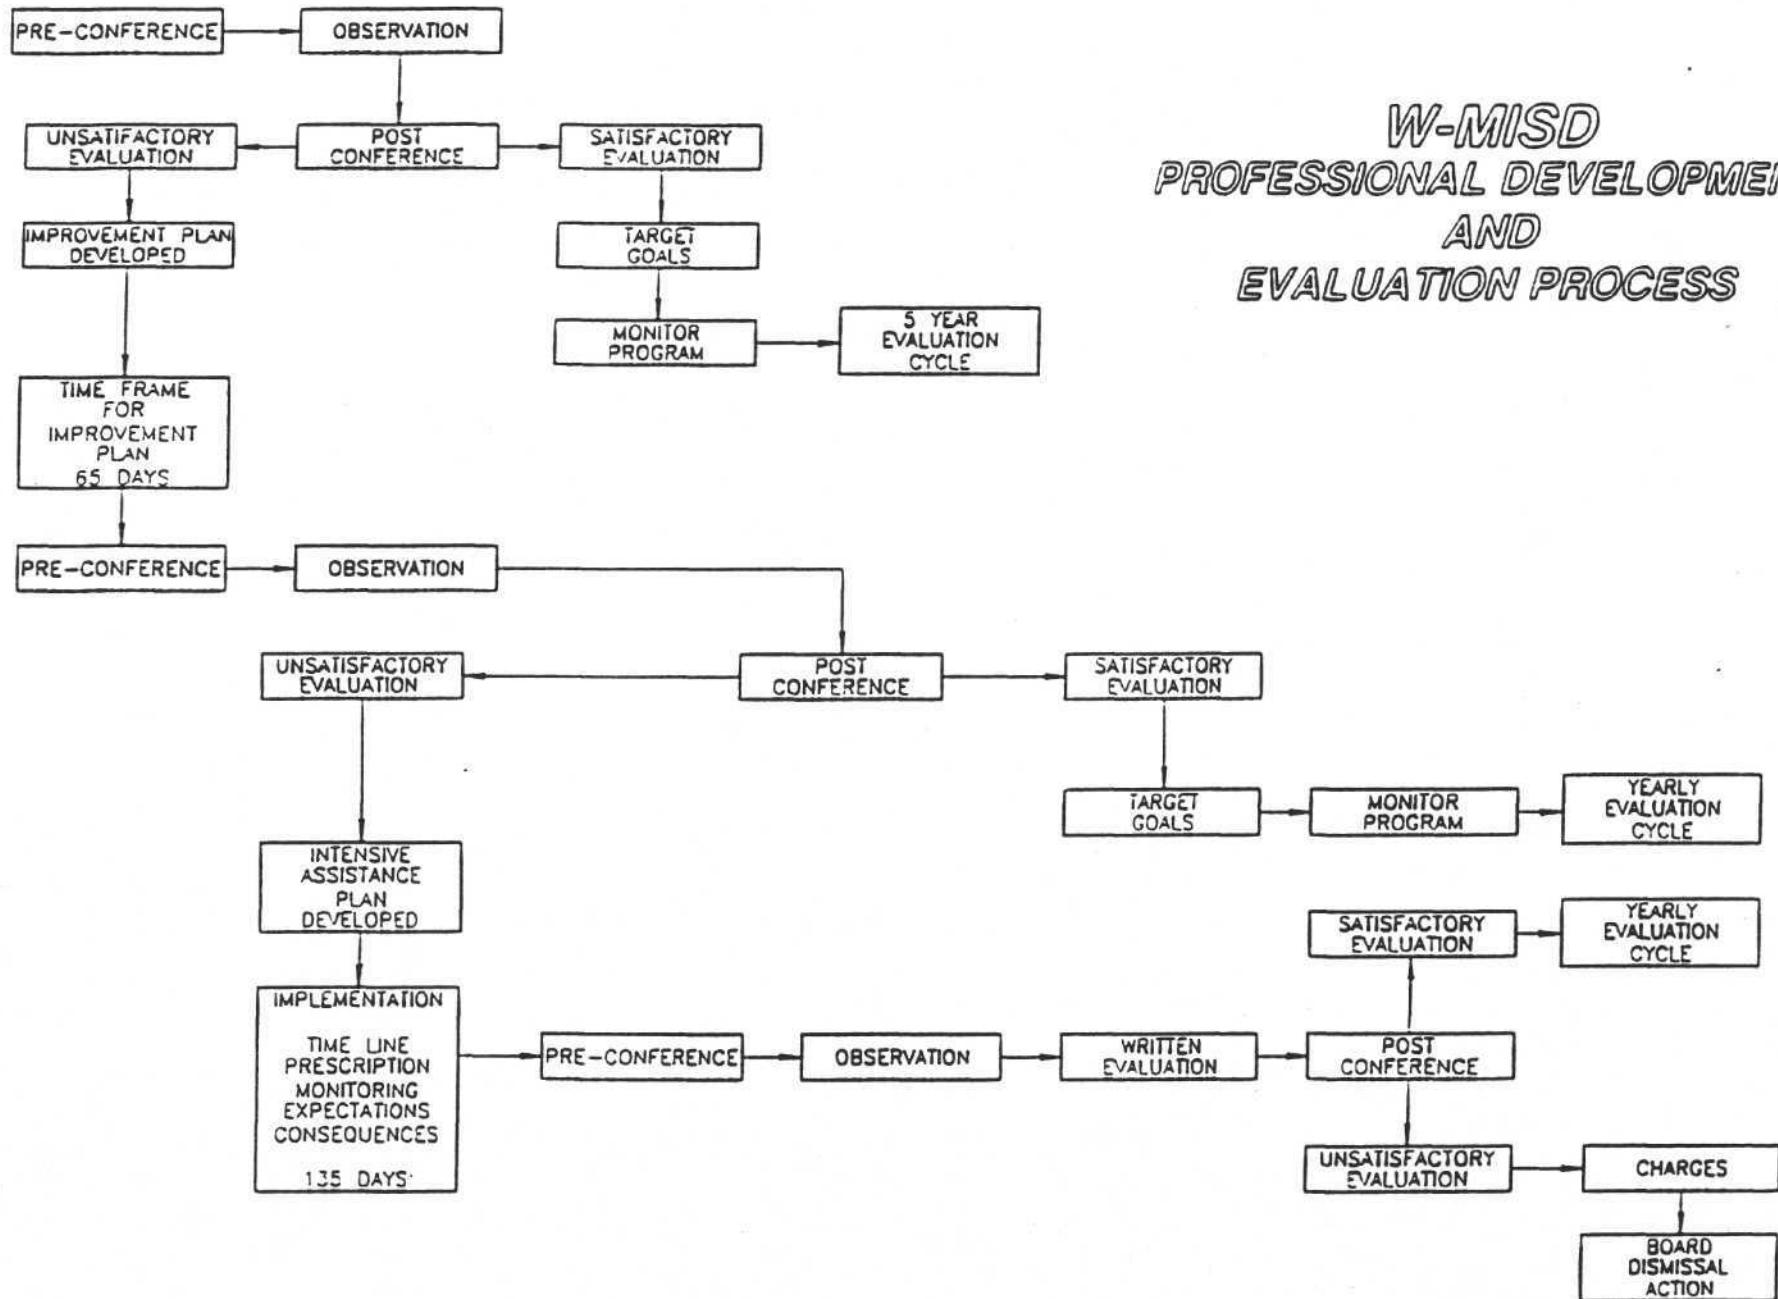 PRE-CONFERENCE
OBSERVATION
W-MISD
PROFESSIONAL DEVELOPMEN
AND
EVALUATION PROCESS
UNSATIFACTORY
EVALUATION
POST
CONFERENCE
SATISFACTORY
EVALUATION
IMPROVEMENT PLAN
DEVELOPED
TARGET
GOALS
MONITOR
PROGRAM
5 YEAR
EVALUATION
CYCLE
TIME FRAME
FOR
IMPROVEMENT
PLAN
65 DAYS
PRE-CONFERENCE
OBSERVATION
UNSATISFACTORY
EVALUATION
POST
CONFERENCE
SATISFACTORY
EVALUATION
TARGET
GOALS
MONITOR
PROGRAM
YEARLY
EVALUATION
CYCLE
INTENSIVE
ASSISTANCE
PLAN
DEVELOPED
SATISFACTORY
EVALUATION
YEARLY
EVALUATION
CYCLE
IMPLEMENTATION
TIME LINE
PRESCRIPTION
MONITORING
EXPECTATIONS
CONSEQUENCES
135 DAYS
PRE-CONFERENCE
OBSERVATION
WRITTEN
EVALUATION
POST
CONFERENCE
UNSATISFACTORY
EVALUATION
CHARGES
BOARD
DISMISSAL
ACTION